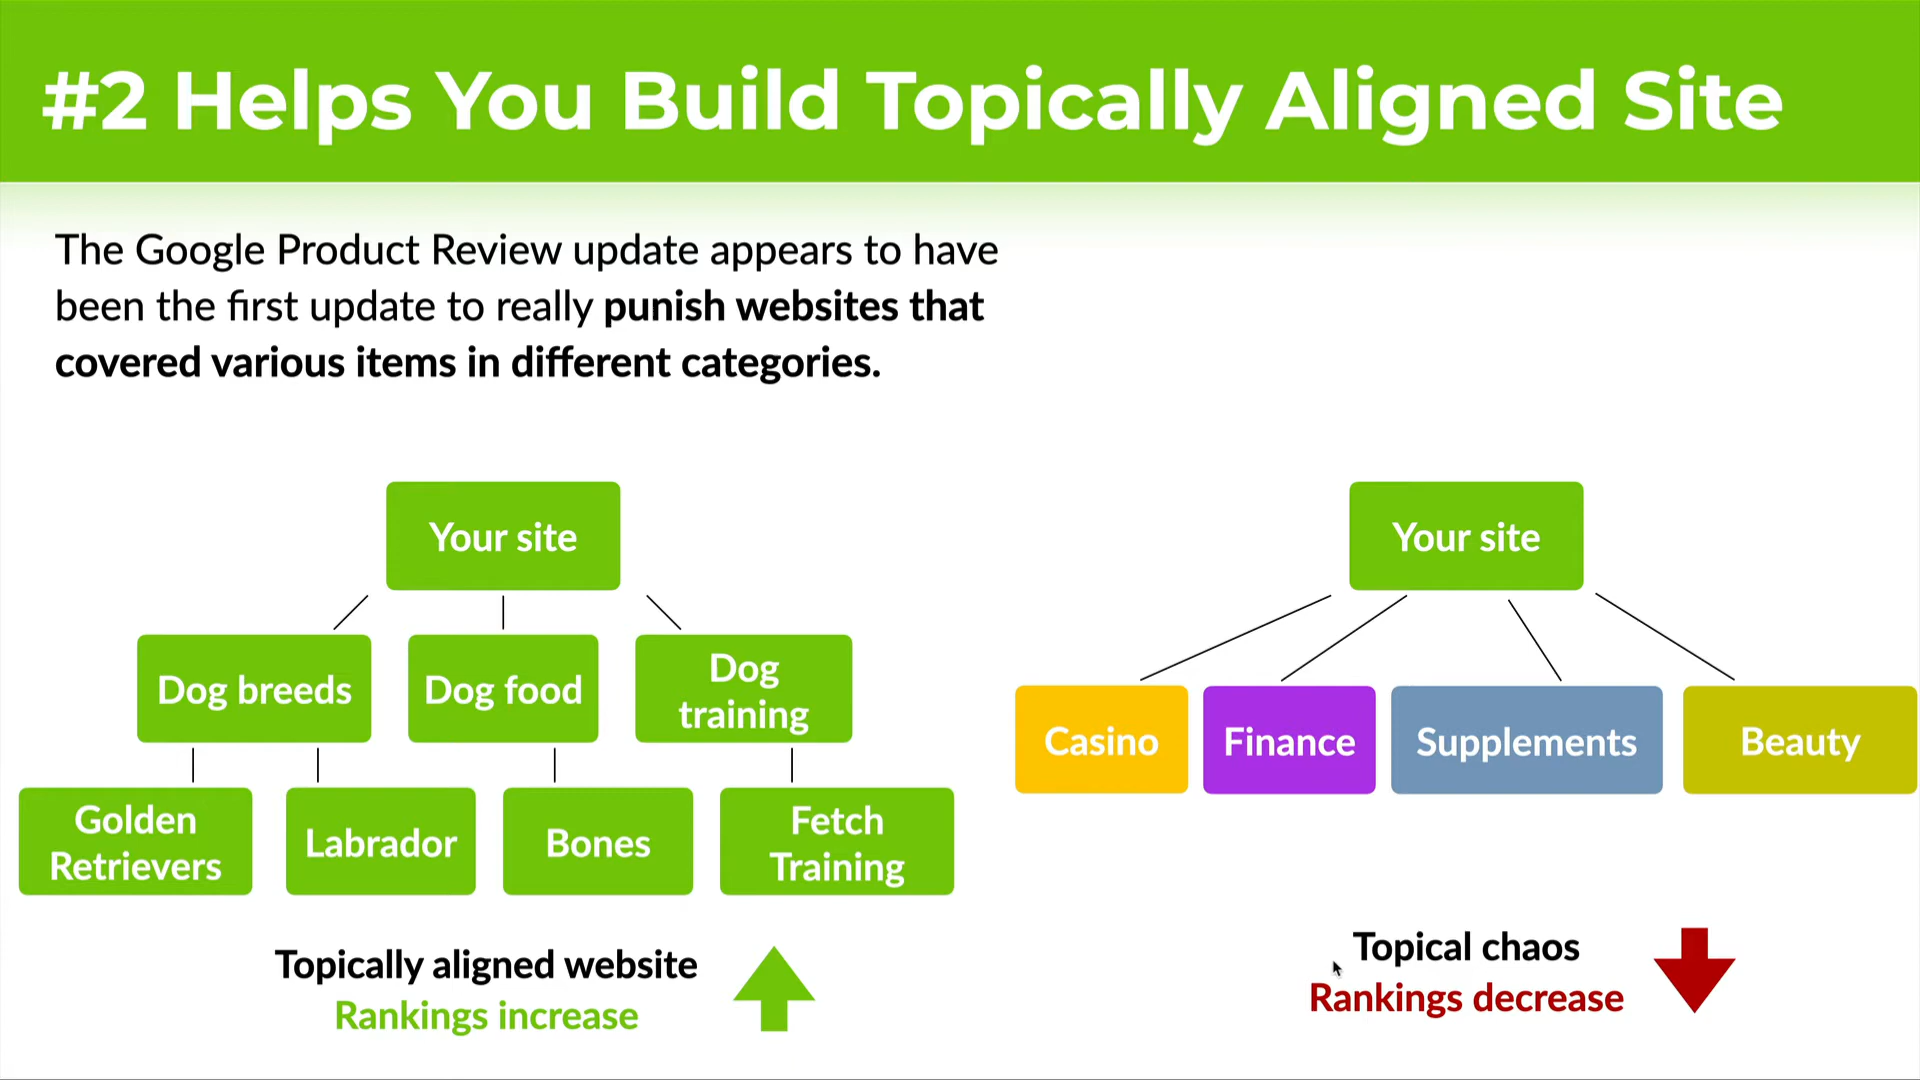 #2 Helps You Build Topically Aligned Site
The Google Product Review update appears to have
been the first update to really punish websites that
covered various items in different categories.
Your site
Dog breeds
Dog food
Dog
training
Golden
Retrievers
Labrador
Bones
Fetch
Training
Topically aligned website
Rankings increase
Your site
Casino
Finance
Supplements
Beauty
Topical chaos
Rankings decrease